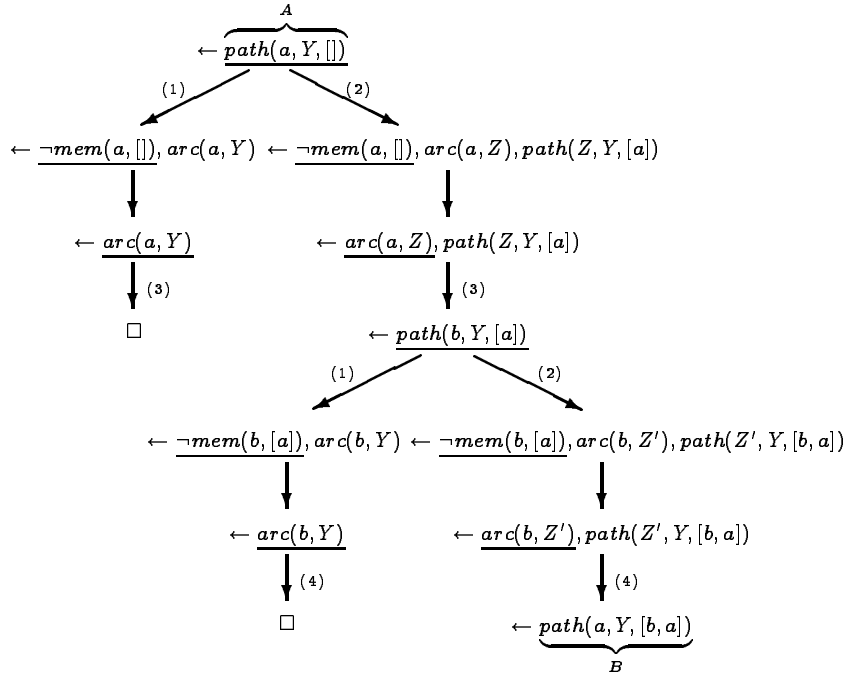 A
← path(a, Y, [])
(1) (2)
← ¬mem(a, []), arc(a, Y) ← ¬mem(a, []), arc(a, Z), path(Z, Y, [a])
← arc(a, Y) ← arc(a, Z), path(Z, Y, [a])
(3) (3)
□ ← path(b, Y, [a])
(1) (2)
← ¬mem(b, [a]), arc(b, Y) ← ¬mem(b, [a]), arc(b, Z′), path(Z′, Y, [b, a])
← arc(b, Y) ← arc(b, Z′), path(Z′, Y, [b, a])
(4) (4)
□ ← path(a, Y, [b, a])
B